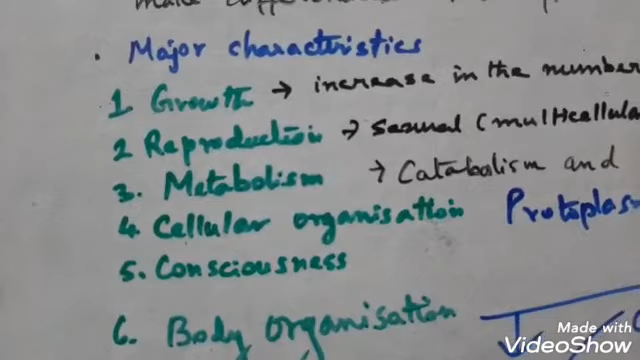 • Major characteristics
1 Growth → increase in the number
2 Reproduction → sexual (multicellula
3. Metabolism → Catabolism and
4. Cellular organisation Protoplas
5. Consciousness
6. Body organisation
Made with
VideoShow